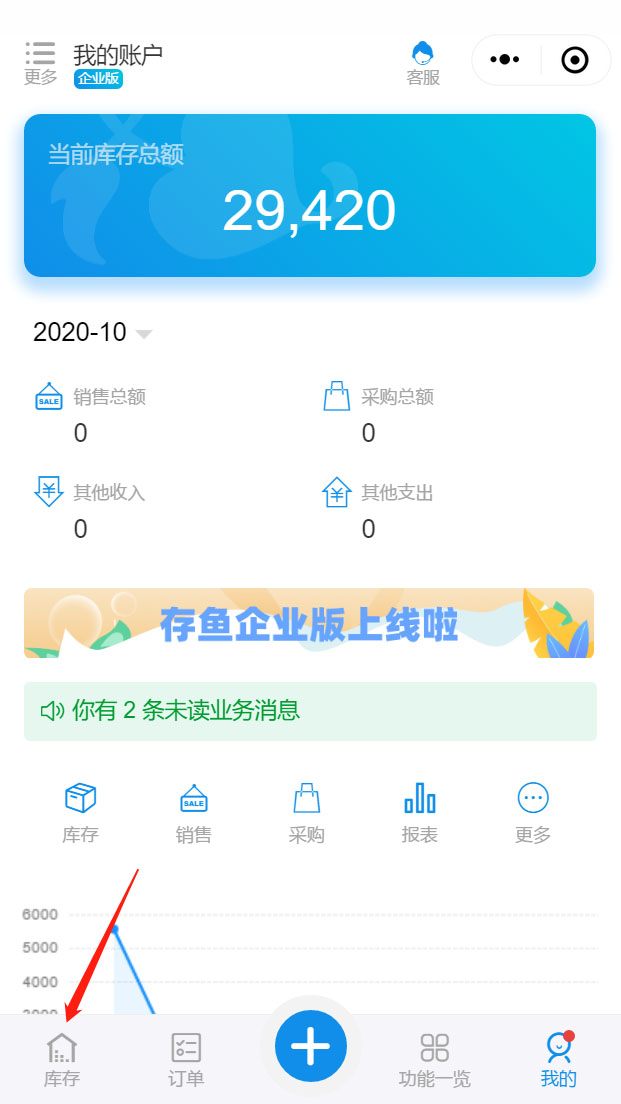 更多
我的账户
企业版
客服
当前库存总额
29,420
2020-10
SALE 销售总额
0
采购总额
0
其他收入
0
其他支出
0
存鱼企业版上线啦
你有 2 条未读业务消息
SALE
库存 销售 采购 报表 更多
6000
5000
4000
3000
库存 订单 功能一览 我的